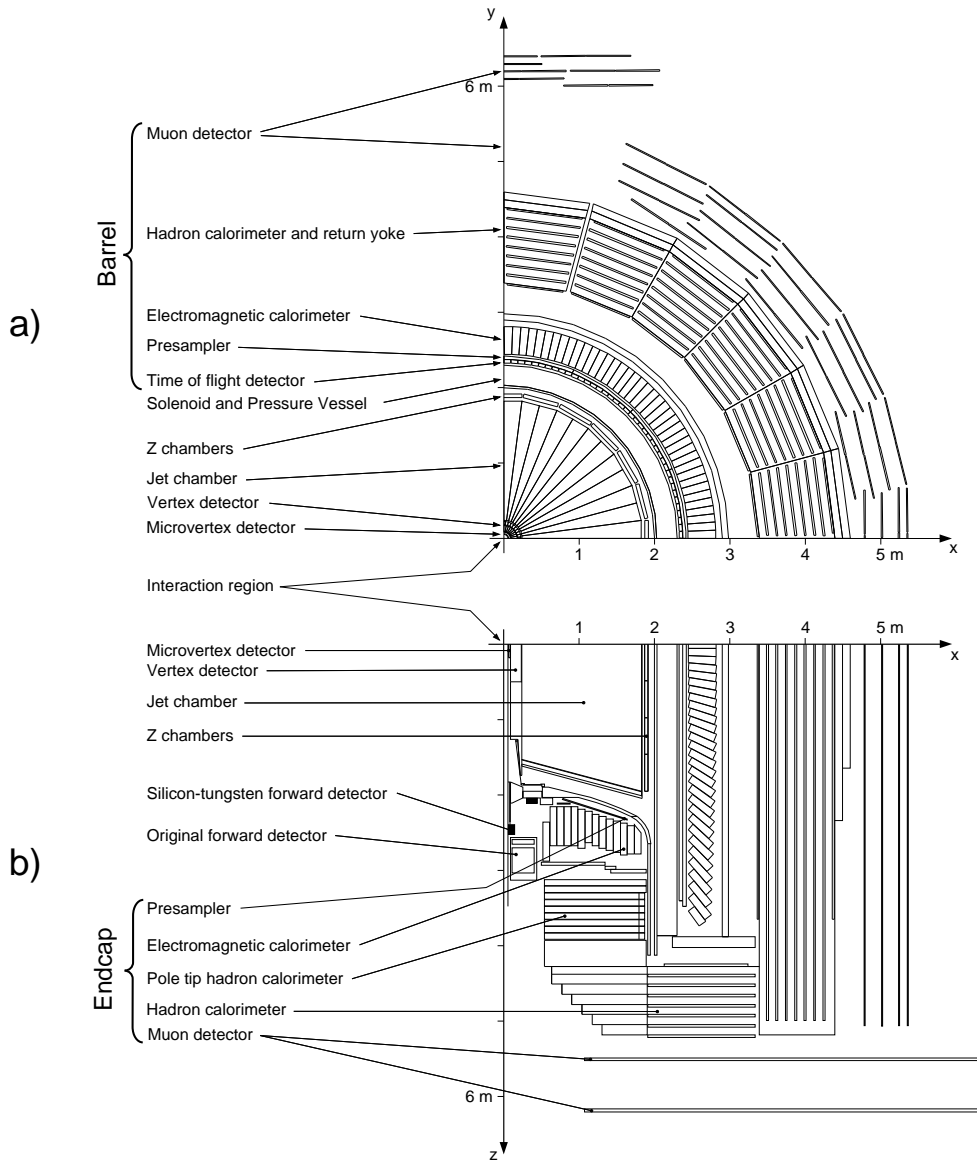 y
6 m
Muon detector
Barrel
Hadron calorimeter and return yoke
a)
Electromagnetic calorimeter
Presampler
Time of flight detector
Solenoid and Pressure Vessel
Z chambers
Jet chamber
Vertex detector
Microvertex detector
1 2 3 4 5 m
x
Interaction region
1 2 3 4 5 m
x
Microvertex detector
Vertex detector
Jet chamber
Z chambers
Silicon-tungsten forward detector
Original forward detector
b)
Presampler
Endcap
Electromagnetic calorimeter
Pole tip hadron calorimeter
Hadron calorimeter
Muon detector
6 m
z